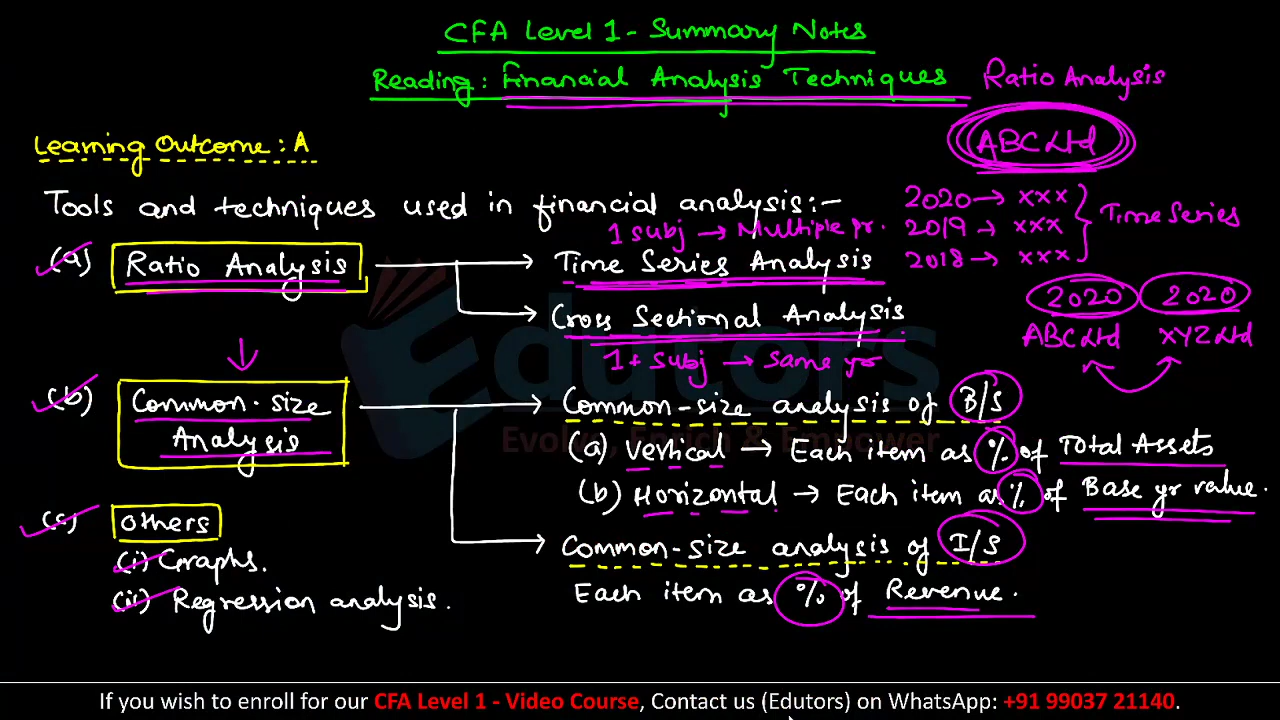 CFA Level 1 - Summary Notes
Reading: Financial Analysis Techniques
Ratio Analysis
ABC Ltd
Learning Outcome: A
Tools and techniques used in financial analysis:-
2020 → xxx
2019 → xxx
2018 → xxx
Time Series
1 subj → Multiple pr.
(a) Ratio Analysis
Time Series Analysis
Cross Sectional Analysis
1+ subj → same yr
2020 2020
ABC Ltd XYZ Ltd
(b) Common-size
Analysis
Common-size analysis of B/S
(a) Vertical → Each item as % of Total Assets
(b) Horizontal → Each item as % of Base yr value.
Common-size analysis of I/S
Each item as % of Revenue.
(c) Others
(i) Graphs.
(ii) Regression analysis.
Edutors
Evolve, Enrich & Empower
If you wish to enroll for our CFA Level 1 - Video Course, Contact us (Edutors) on WhatsApp: +91 99037 21140.